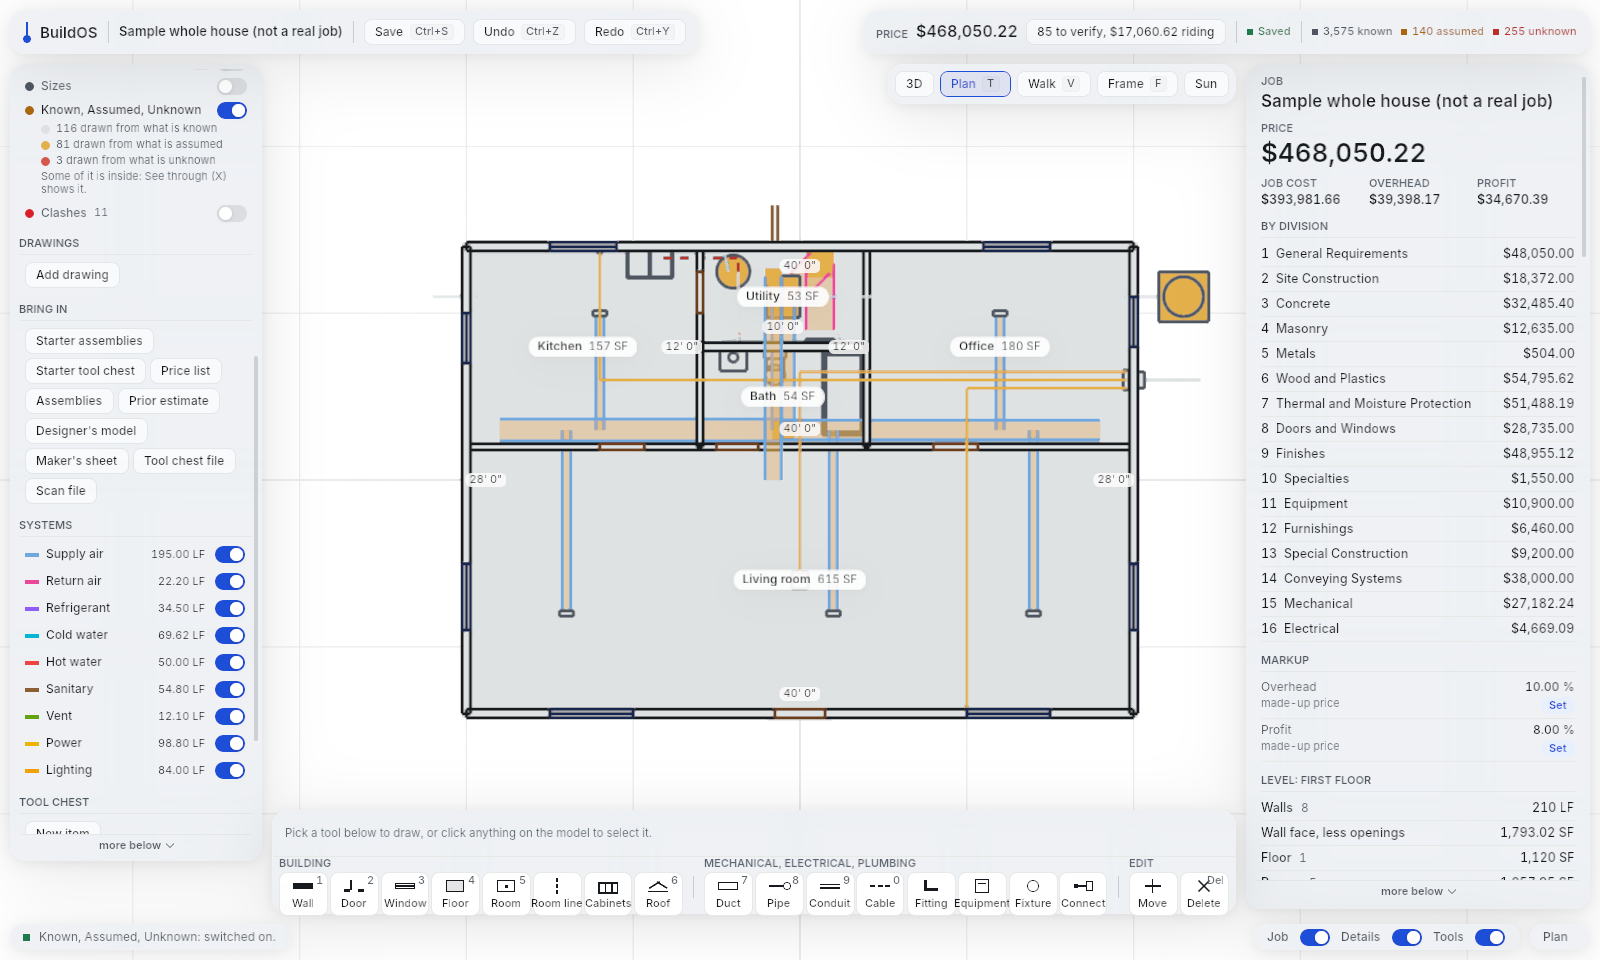 BuildOS
Sample whole house (not a real job)
Save Ctrl+S
Undo Ctrl+Z
Redo Ctrl+Y
PRICE $468,050.22
85 to verify, $17,060.62 riding
Saved
3,575 known
140 assumed
255 unknown
3D
Plan T
Walk V
Frame F
Sun
Sizes
Known, Assumed, Unknown
116 drawn from what is known
81 drawn from what is assumed
3 drawn from what is unknown
Some of it is inside: See through (X)
shows it.
Clashes 11
DRAWINGS
Add drawing
BRING IN
Starter assemblies
Starter tool chest
Price list
Assemblies
Prior estimate
Designer's model
Maker's sheet
Tool chest file
Scan file
SYSTEMS
Supply air 195.00 LF
Return air 22.20 LF
Refrigerant 34.50 LF
Cold water 69.62 LF
Hot water 50.00 LF
Sanitary 54.80 LF
Vent 12.10 LF
Power 98.80 LF
Lighting 84.00 LF
TOOL CHEST
New item
more below
Known, Assumed, Unknown: switched on.
40' 0"
Utility 53 SF
10' 0"
Kitchen 157 SF
12' 0"
12' 0"
Office 180 SF
Bath 54 SF
40' 0"
28' 0"
28' 0"
Living room 615 SF
40' 0"
Pick a tool below to draw, or click anything on the model to select it.
BUILDING
Wall 1
Door 2
Window 3
Floor 4
Room 5
Room line
Cabinets
Roof 6
MECHANICAL, ELECTRICAL, PLUMBING
Duct 7
Pipe 8
Conduit 9
Cable 0
Fitting
Equipment
Fixture
Connect
EDIT
Move
Delete Del
JOB
Sample whole house (not a real job)
PRICE
$468,050.22
JOB COST OVERHEAD PROFIT
$393,981.66 $39,398.17 $34,670.39
BY DIVISION
1 General Requirements $48,050.00
2 Site Construction $18,372.00
3 Concrete $32,485.40
4 Masonry $12,635.00
5 Metals $504.00
6 Wood and Plastics $54,795.62
7 Thermal and Moisture Protection $51,488.19
8 Doors and Windows $28,735.00
9 Finishes $48,955.12
10 Specialties $1,550.00
11 Equipment $10,900.00
12 Furnishings $6,460.00
13 Special Construction $9,200.00
14 Conveying Systems $38,000.00
15 Mechanical $27,182.24
16 Electrical $4,669.09
MARKUP
Overhead 10.00 %
made-up price Set
Profit 8.00 %
made-up price Set
LEVEL: FIRST FLOOR
Walls 8 210 LF
Wall face, less openings 1,793.02 SF
Floor 1 1,120 SF
more below
Job
Details
Tools
Plan